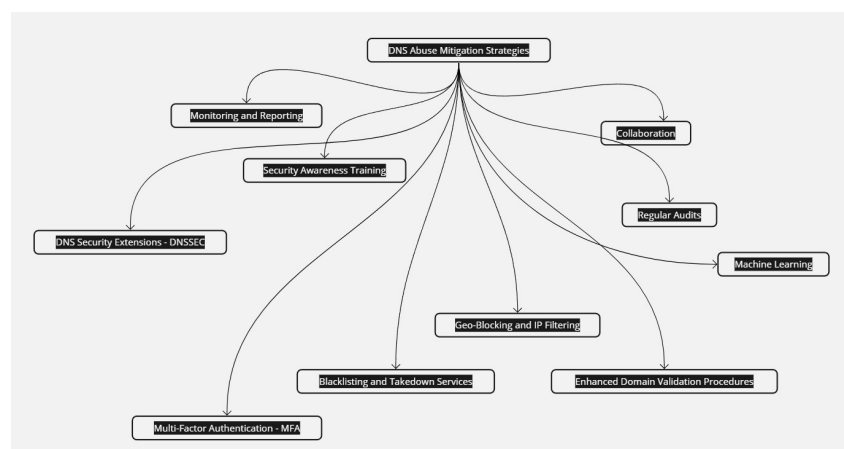 DNS Abuse Mitigation Strategies
Monitoring and Reporting
Collaboration
Security Awareness Training
Regular Audits
DNS Security Extensions - DNSSEC
Machine Learning
Geo-Blocking and IP Filtering
Blacklisting and Takedown Services
Enhanced Domain Validation Procedures
Multi-Factor Authentication - MFA